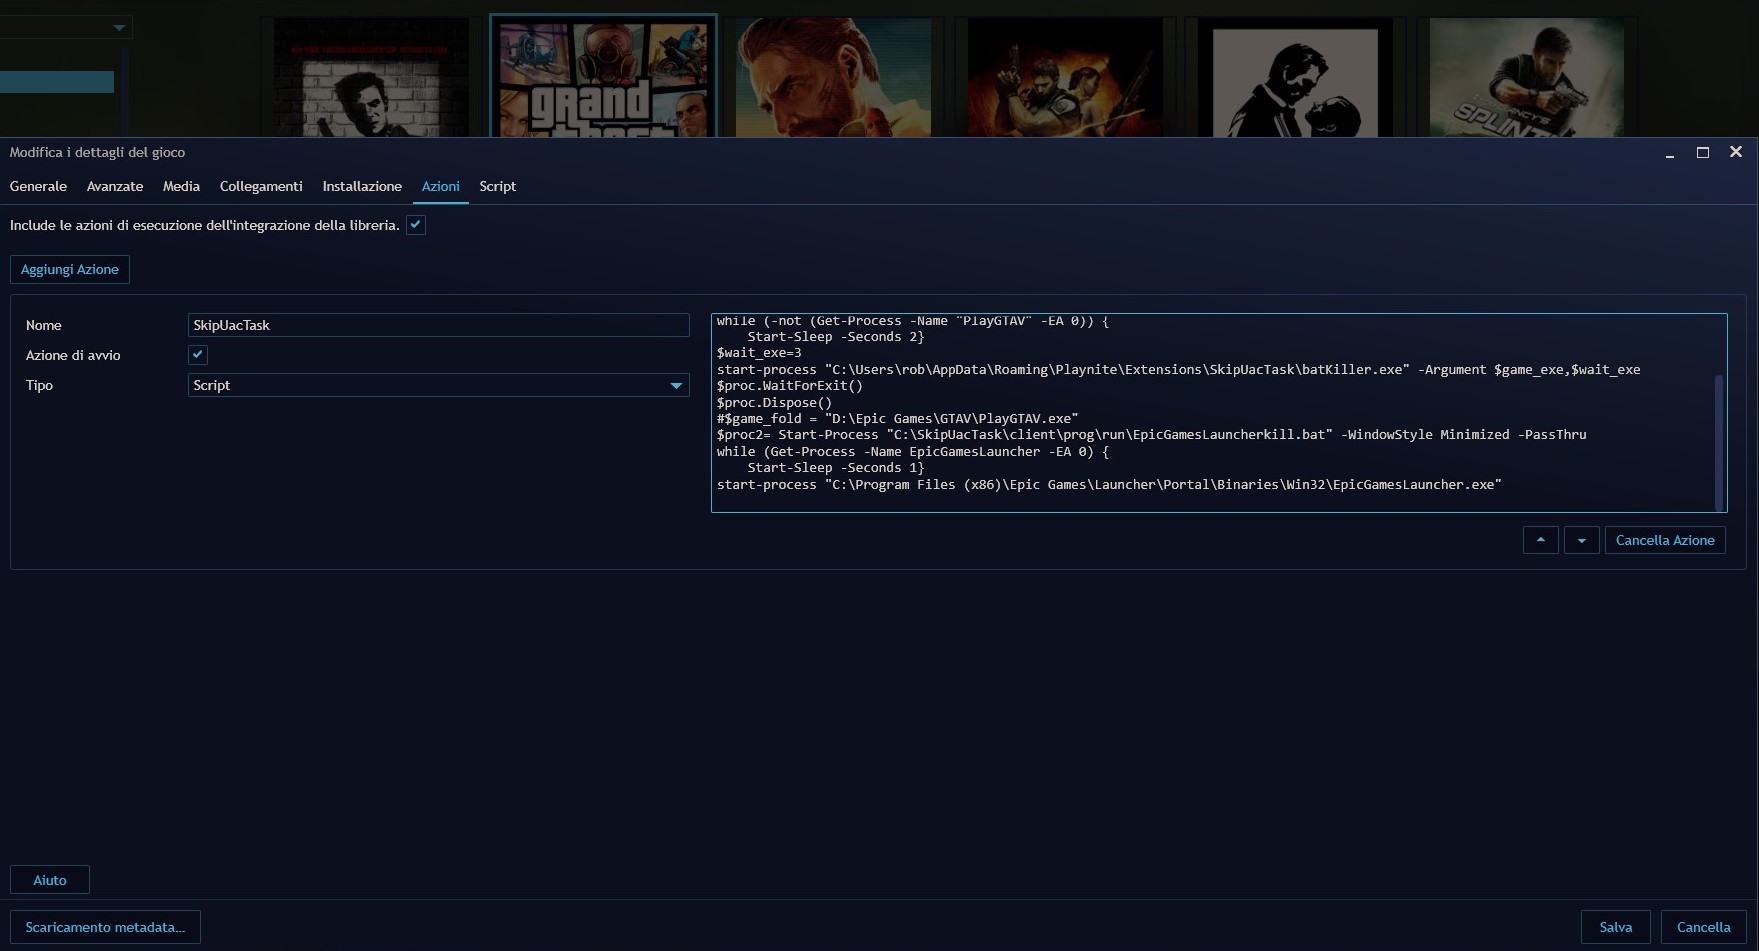 grand
SPLINT
Modifica i dettagli del gioco
Generale Avanzate Media Collegamenti Installazione Azioni Script
Include le azioni di esecuzione dell'integrazione della libreria.
Aggiungi Azione
Nome SkipUacTask
Azione di avvio
Tipo Script
while (-not (Get-Process -Name "PlayGTAV" -EA 0)) {
    Start-Sleep -Seconds 2}
$wait_exe=3
start-process "C:\Users\rob\AppData\Roaming\Playnite\Extensions\SkipUacTask\batKiller.exe" -Argument $game_exe,$wait_exe
$proc.WaitForExit()
$proc.Dispose()
#$game_fold = "D:\Epic Games\GTAV\PlayGTAV.exe"
$proc2= Start-Process "C:\SkipUacTask\client\prog\run\EpicGamesLauncherkill.bat" -WindowStyle Minimized -PassThru
while (Get-Process -Name EpicGamesLauncher -EA 0) {
    Start-Sleep -Seconds 1}
start-process "C:\Program Files (x86)\Epic Games\Launcher\Portal\Binaries\Win32\EpicGamesLauncher.exe"
Cancella Azione
Aiuto
Scaricamento metadata...
Salva
Cancella